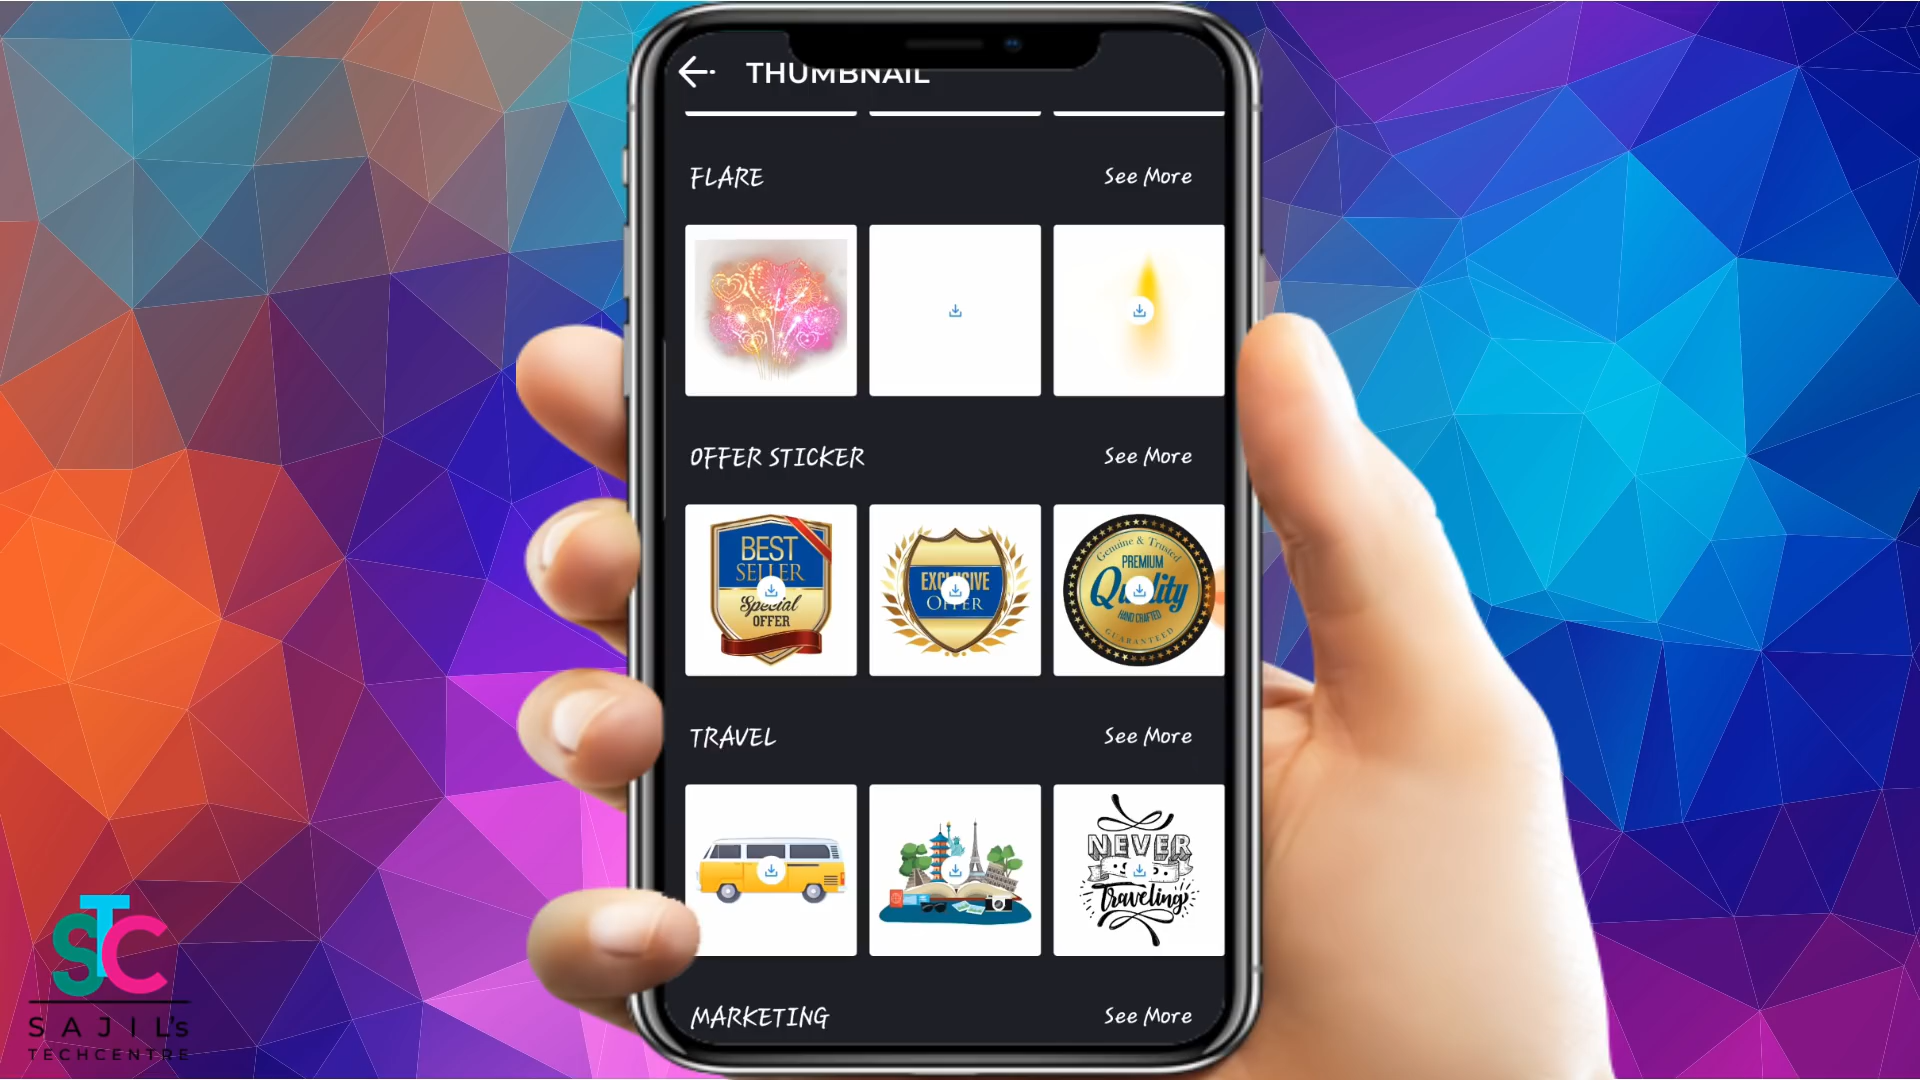 THUMBNAIL
FLARE
See More
OFFER STICKER
See More
BEST
SELLER
Special
OFFER
EXCLUSIVE
OFFER
Genuine & Trusted
PREMIUM
Quality
HAND CRAFTED
GUARANTEED
TRAVEL
See More
NEVER
Traveling
MARKETING
See More
STC
SAJIL's
TECHCENTRE